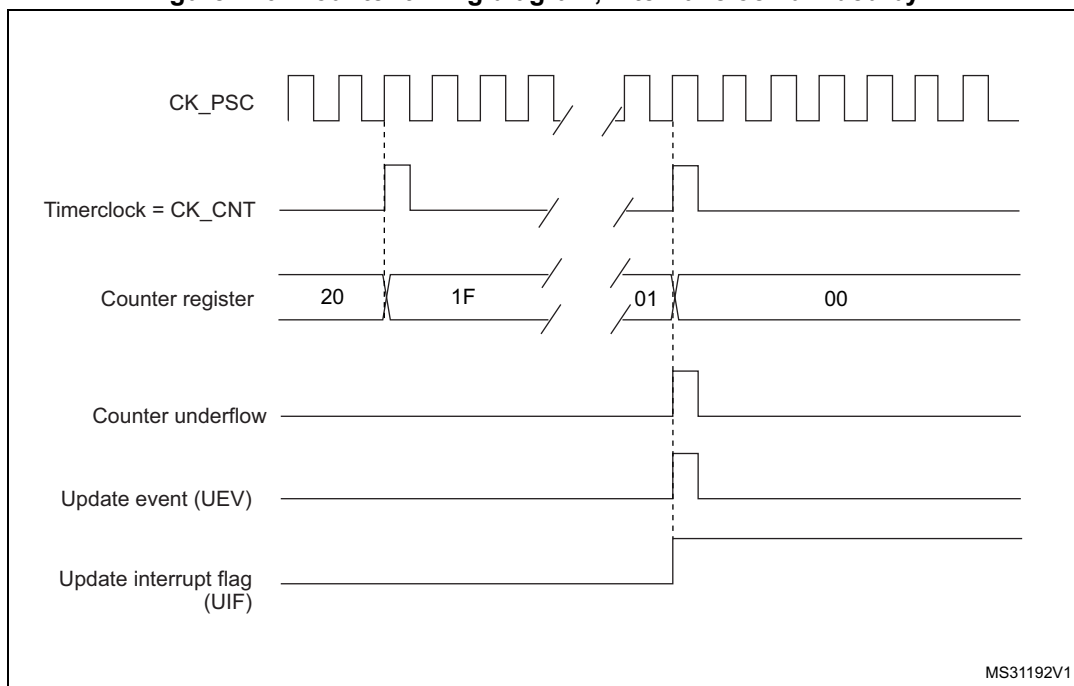 CK_PSC
Timerclock = CK_CNT
Counter register
20
1F
01
00
Counter underflow
Update event (UEV)
Update interrupt flag
(UIF)
MS31192V1